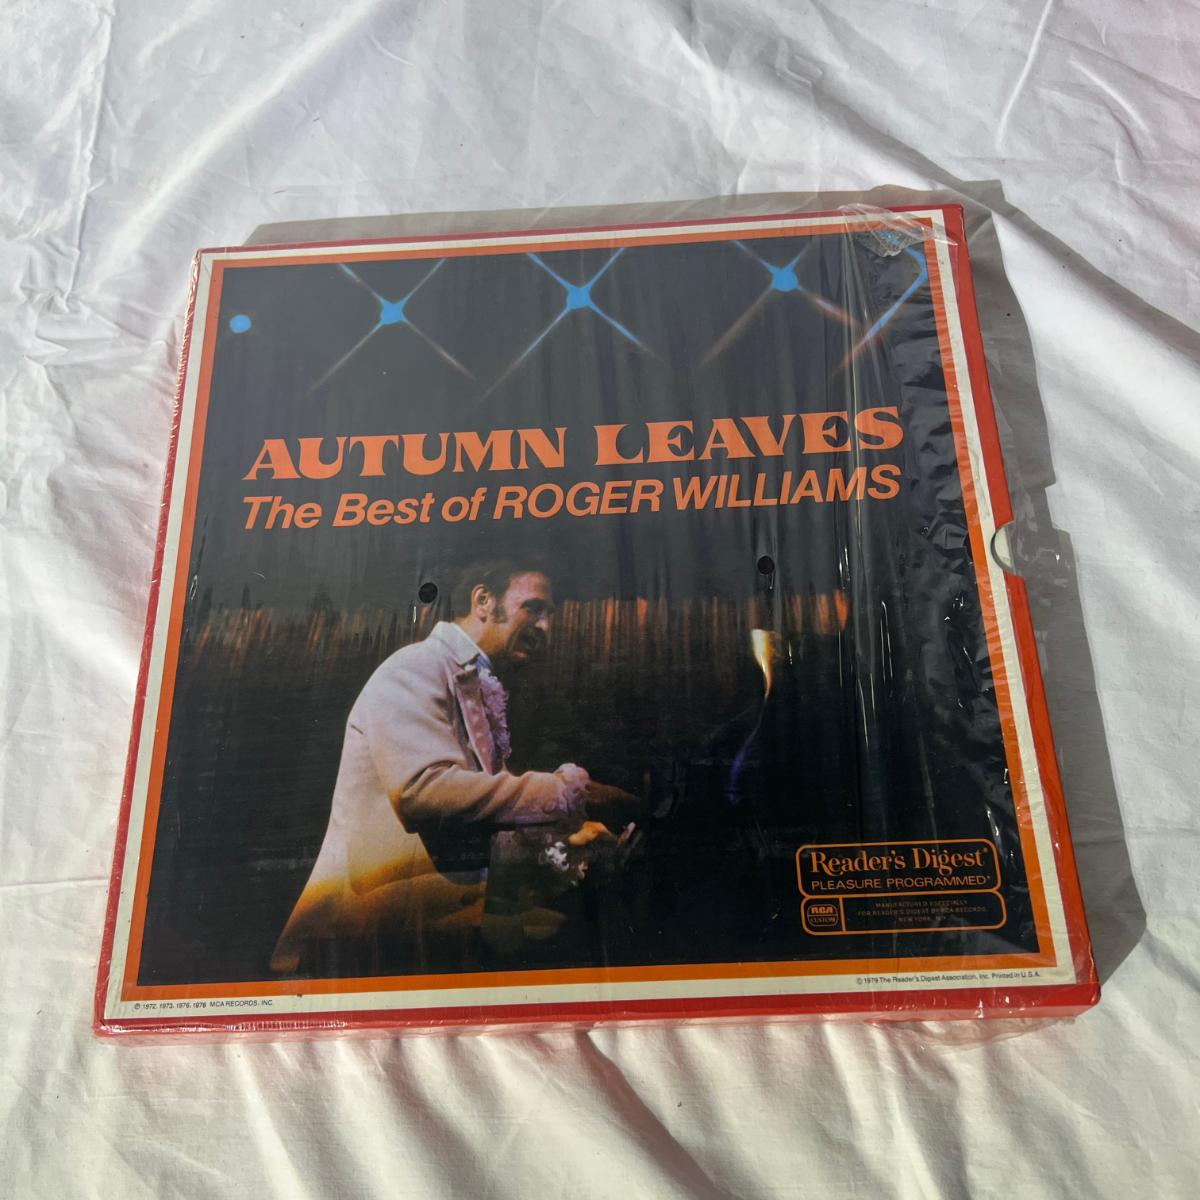 AUTUMN LEAVES
The Best of ROGER WILLIAMS
Reader's Digest®
PLEASURE PROGRAMMED®
RCA
CUSTOM
MANUFACTURED ESPECIALLY
FOR READER'S DIGEST BY RCA RECORDS,
NEW YORK, N.Y.
℗ 1972, 1973, 1976, 1978 MCA RECORDS, INC.
© 1979 The Reader's Digest Association, Inc. Printed in U.S.A.